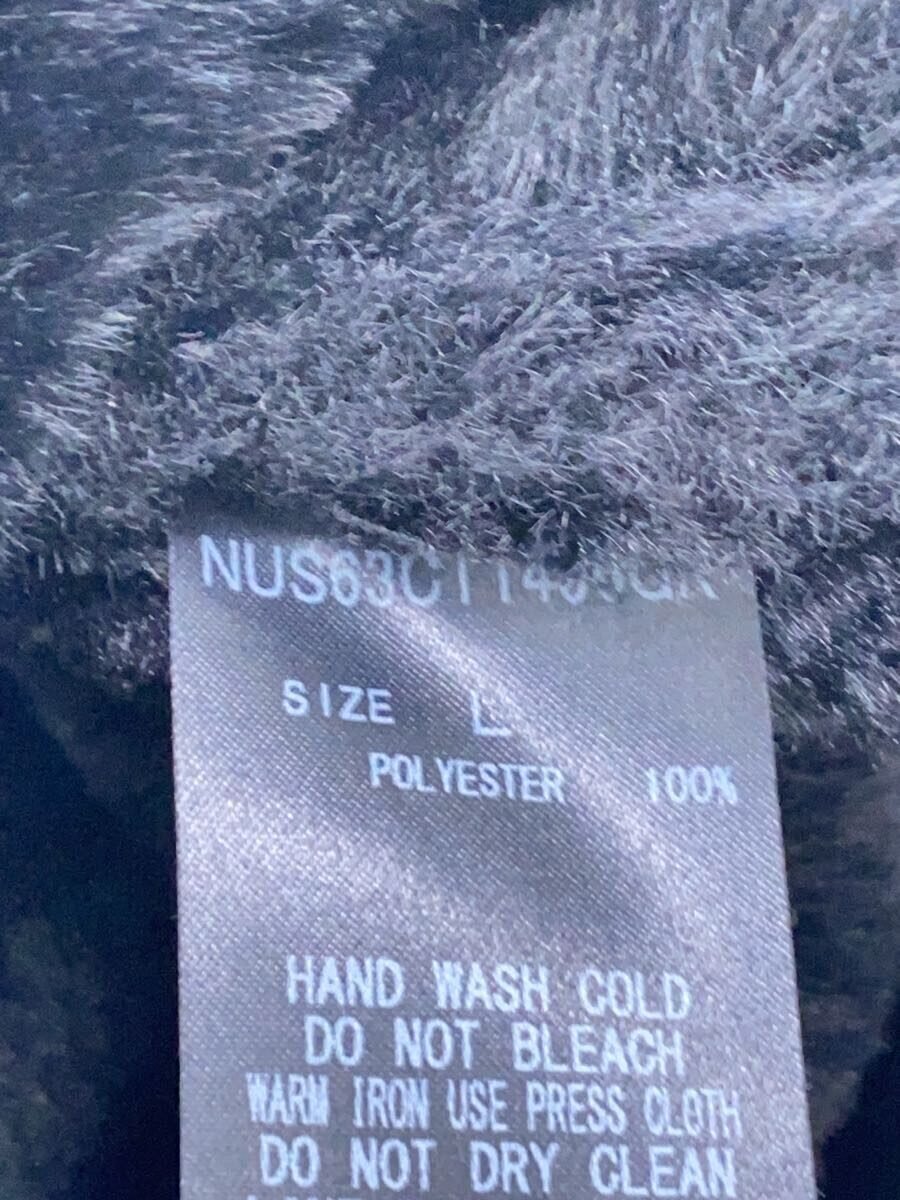 SIZE L
POLYESTER 100%
HAND WASH COLD
DO NOT BLEACH
WARM IRON USE PRESS CLOTH
DO NOT DRY CLEAN